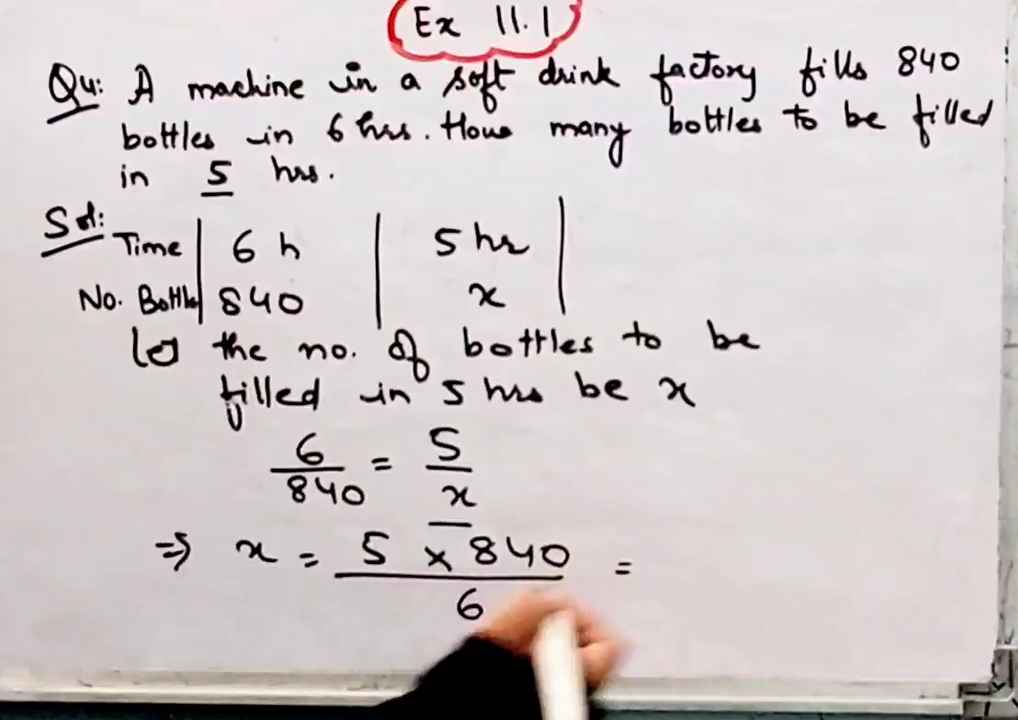 Ex 11.1
Q4: A machine in a soft drink factory fills 840
bottles in 6 hrs. How many bottles to be filled
in 5 hrs.
Sol:
Time | 6 h | 5 hr |
No. Bottle | 840 | x |
Let the no. of bottles to be
filled in 5 hrs be x
6/840 = 5/x
⇒ x = 5 × 840 / 6 =